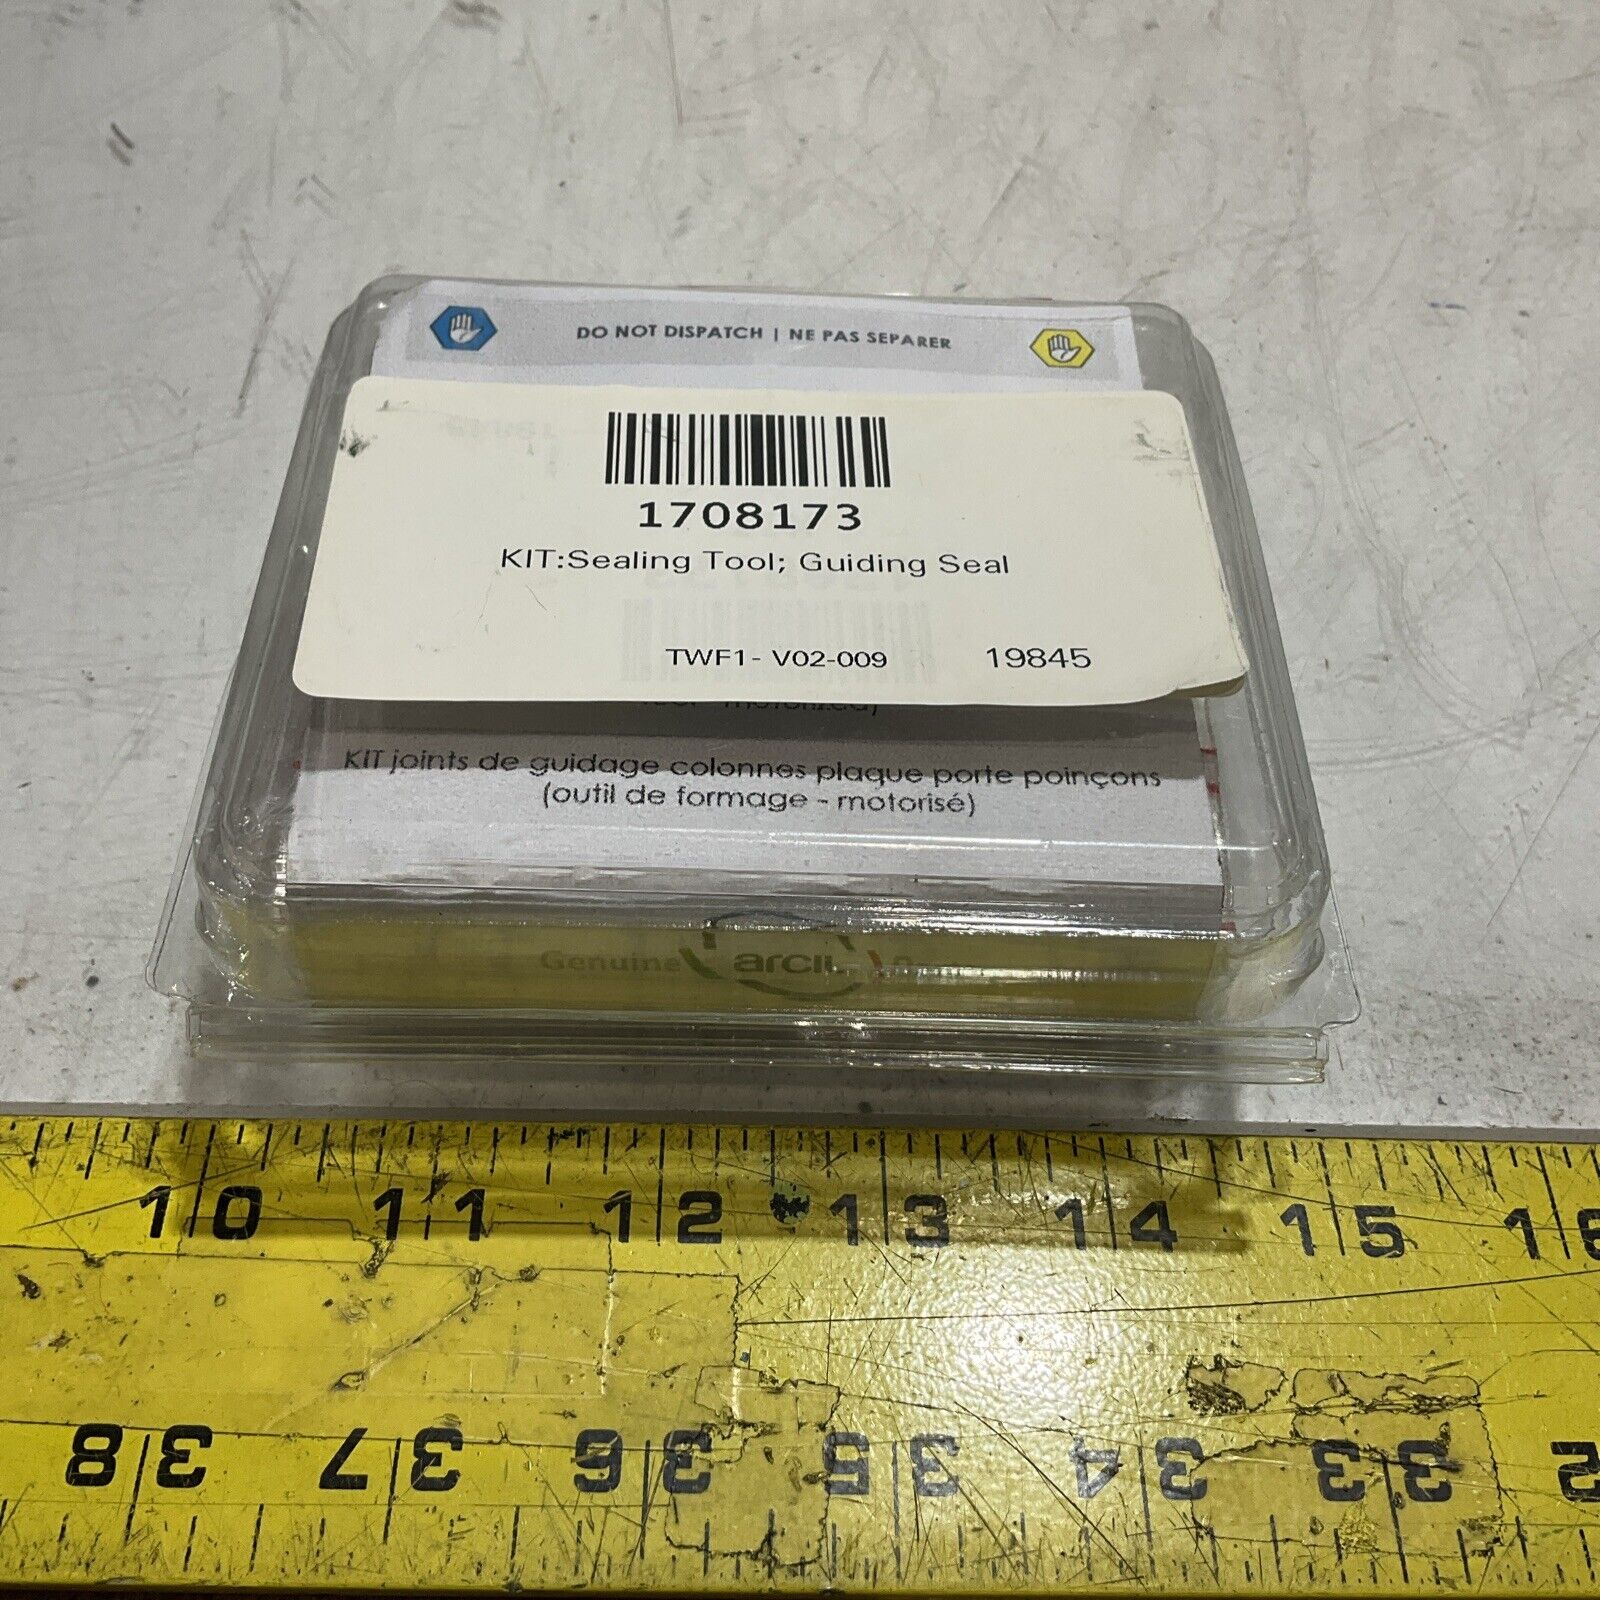 DO NOT DISPATCH | NE PAS SEPARER
1708173
KIT:Sealing Tool; Guiding Seal
TWF1- V02-009 19845
KIT joints de guidage colonnes plaque porte poinçons
(outil de formage - motorisé)
Genuine arcil
10 11 12 13 14 15 16
38 37 36 35 34 33